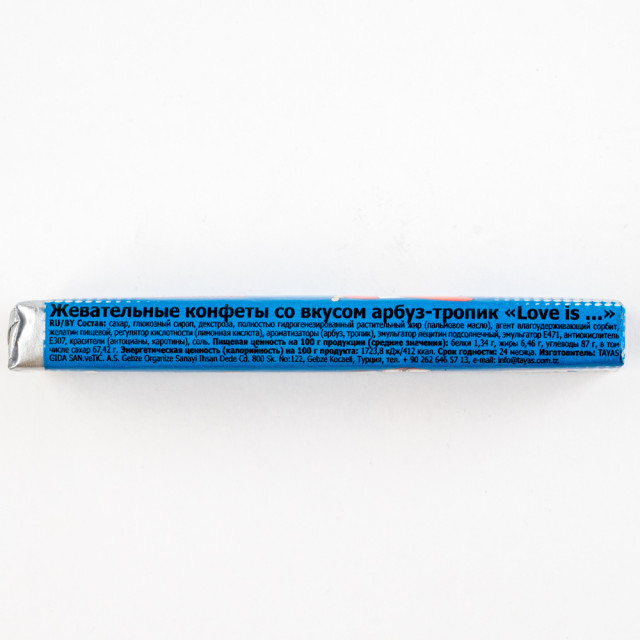 Жевательные конфеты со вкусом арбуз-тропик «Love is ...»
RU/BY Состав: сахар, глюкозный сироп, декстроза, полностью гидрогенизированный растительный жир (пальмовое масло), агент влагоудерживающий сорбит,
желатин пищевой, регулятор кислотности (лимонная кислота), ароматизаторы (арбуз, тропик), эмульгатор лецитин подсолнечный, эмульгатор Е471, антиокислитель
Е307, красители (антоцианы, каротины), соль. Пищевая ценность на 100 г продукции (средние значения): белки 1,34 г, жиры 6,46 г, углеводы 87 г, в том
числе сахар 67,42 г. Энергетическая ценность (калорийность) на 100 г продукта: 1723,8 кДж/412 ккал. Срок годности: 24 месяца. Изготовитель: TAYAS
GIDA SAN.VETİC. A.S. Gebze Organize Sanayi Ihsan Dede Cd. 800 Sk. No:122, Gebze Kocaeli, Турция, тел. + 90 262 646 57 13, e-mail: info@tayas.com.tr